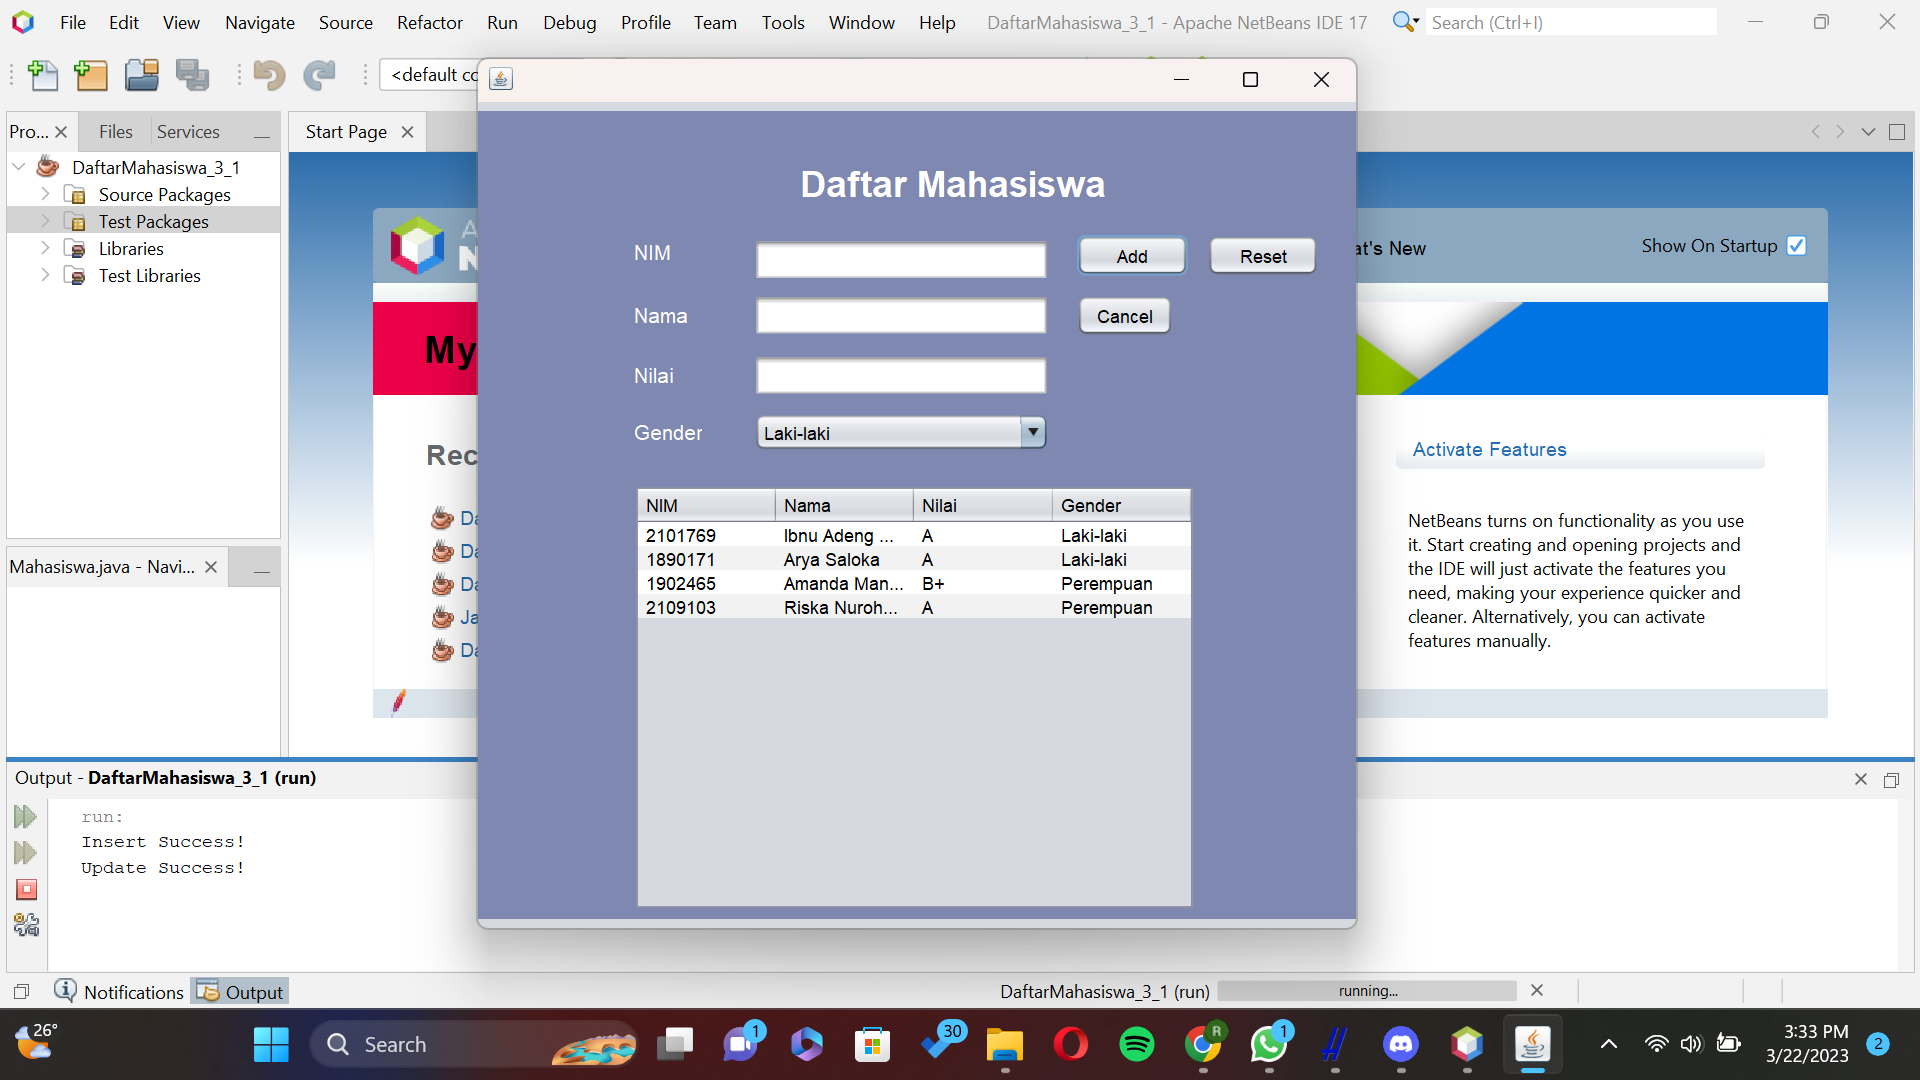 File Edit View Navigate Source Refactor Run Debug Profile Team Tools Window Help DaftarMahasiswa_3_1 - Apache NetBeans IDE 17 Search (Ctrl+I)
<default co
Pro... Files Services Start Page
DaftarMahasiswa_3_1
Source Packages
Test Packages
Libraries
Test Libraries
Mahasiswa.java - Navi...
Daftar Mahasiswa
NIM Add Reset
Nama Cancel
Nilai
Gender Laki-laki
NIM Nama Nilai Gender
2101769 Ibnu Adeng ... A Laki-laki
1890171 Arya Saloka A Laki-laki
1902465 Amanda Man... B+ Perempuan
2109103 Riska Nuroh... A Perempuan
A
N
at's New Show On Startup
My
Rec
Da
Da
Da
Ja
Da
Activate Features
NetBeans turns on functionality as you use
it. Start creating and opening projects and
the IDE will just activate the features you
need, making your experience quicker and
cleaner. Alternatively, you can activate
features manually.
Output - DaftarMahasiswa_3_1 (run)
run:
Insert Success!
Update Success!
Notifications Output DaftarMahasiswa_3_1 (run) running...
26° Search 1 30 R 1 3:33 PM
3/22/2023 2